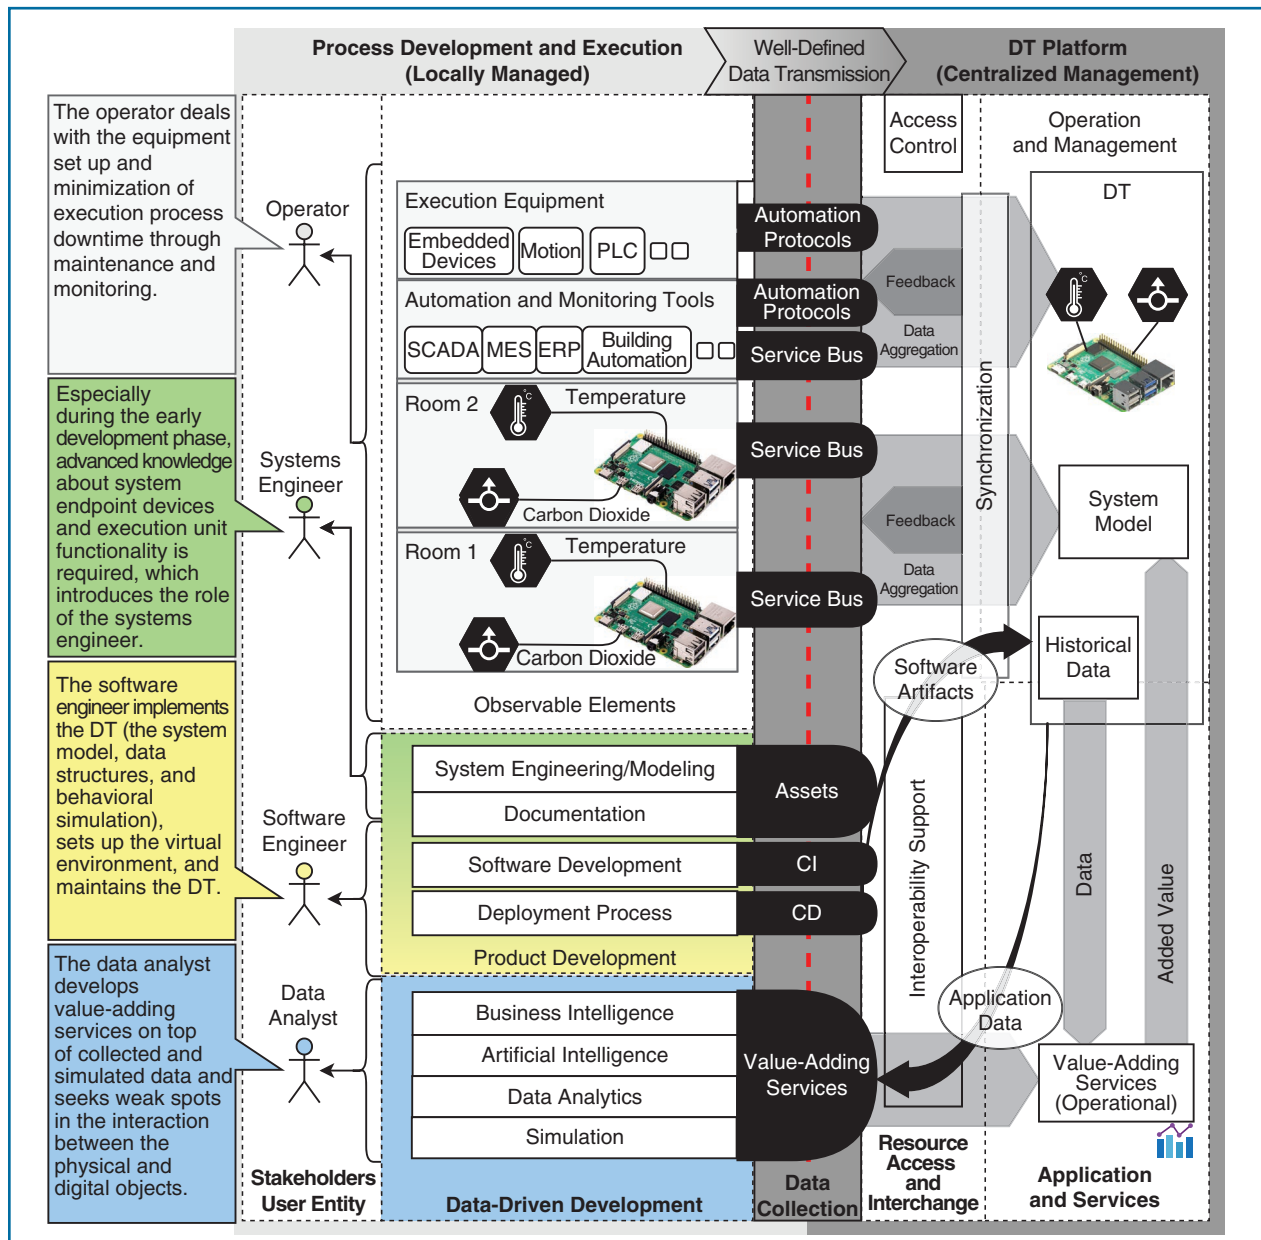 Process Development and Execution
(Locally Managed)
Well-Defined
Data Transmission
DT Platform
(Centralized Management)
The operator deals
with the equipment
set up and
minimization of
execution process
downtime through
maintenance and
monitoring.
Especially
during the early
development phase,
advanced knowledge
about system
endpoint devices
and execution unit
functionality is
required, which
introduces the role
of the systems
engineer.
The software
engineer implements
the DT (the system
model, data
structures, and
behavioral
simulation),
sets up the virtual
environment, and
maintains the DT.
The data analyst
develops
value-adding
services on top
of collected and
simulated data and
seeks weak spots
in the interaction
between the
physical and
digital objects.
Operator
Systems
Engineer
Software
Engineer
Data
Analyst
Stakeholders
User Entity
Execution Equipment
Embedded
Devices
Motion
PLC
Automation and Monitoring Tools
SCADA
MES
ERP
Building
Automation
Room 2
°C
Temperature
Carbon Dioxide
Room 1
°C
Temperature
Carbon Dioxide
Observable Elements
System Engineering/Modeling
Documentation
Software Development
Deployment Process
Product Development
Business Intelligence
Artificial Intelligence
Data Analytics
Simulation
Data-Driven Development
Automation
Protocols
Automation
Protocols
Service Bus
Service Bus
Service Bus
Assets
CI
CD
Value-Adding
Services
Data
Collection
Access
Control
Feedback
Data
Aggregation
Feedback
Data
Aggregation
Synchronization
Software
Artifacts
Interoperability Support
Application
Data
Resource
Access
and
Interchange
Operation
and Management
DT
°C
System
Model
Historical
Data
Data
Added Value
Value-Adding
Services
(Operational)
Application
and Services